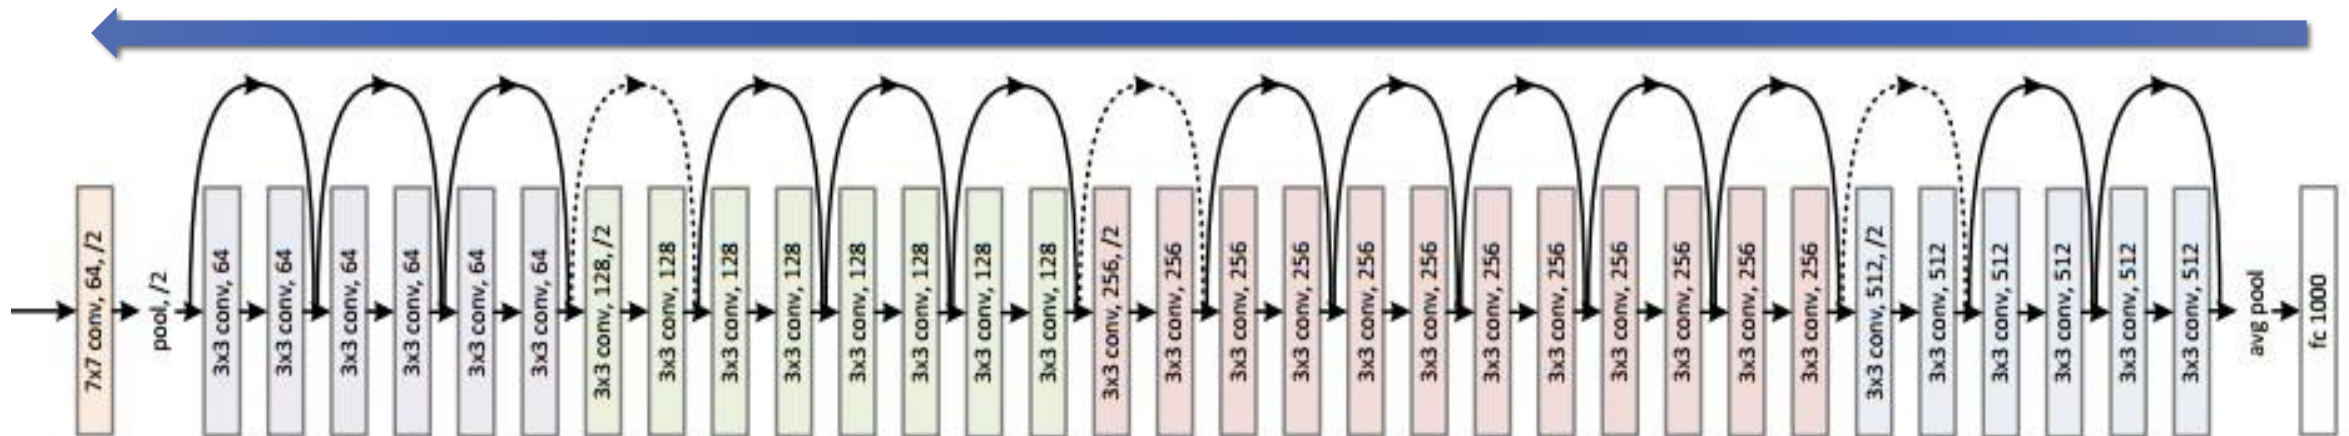 7x7 conv, 64, /2
pool, /2
3x3 conv, 64
3x3 conv, 64
3x3 conv, 64
3x3 conv, 64
3x3 conv, 64
3x3 conv, 64
3x3 conv, 128, /2
3x3 conv, 128
3x3 conv, 128
3x3 conv, 128
3x3 conv, 128
3x3 conv, 128
3x3 conv, 128
3x3 conv, 128
3x3 conv, 256, /2
3x3 conv, 256
3x3 conv, 256
3x3 conv, 256
3x3 conv, 256
3x3 conv, 256
3x3 conv, 256
3x3 conv, 256
3x3 conv, 256
3x3 conv, 256
3x3 conv, 256
3x3 conv, 256
3x3 conv, 512, /2
3x3 conv, 512
3x3 conv, 512
3x3 conv, 512
3x3 conv, 512
3x3 conv, 512
avg pool
fc 1000